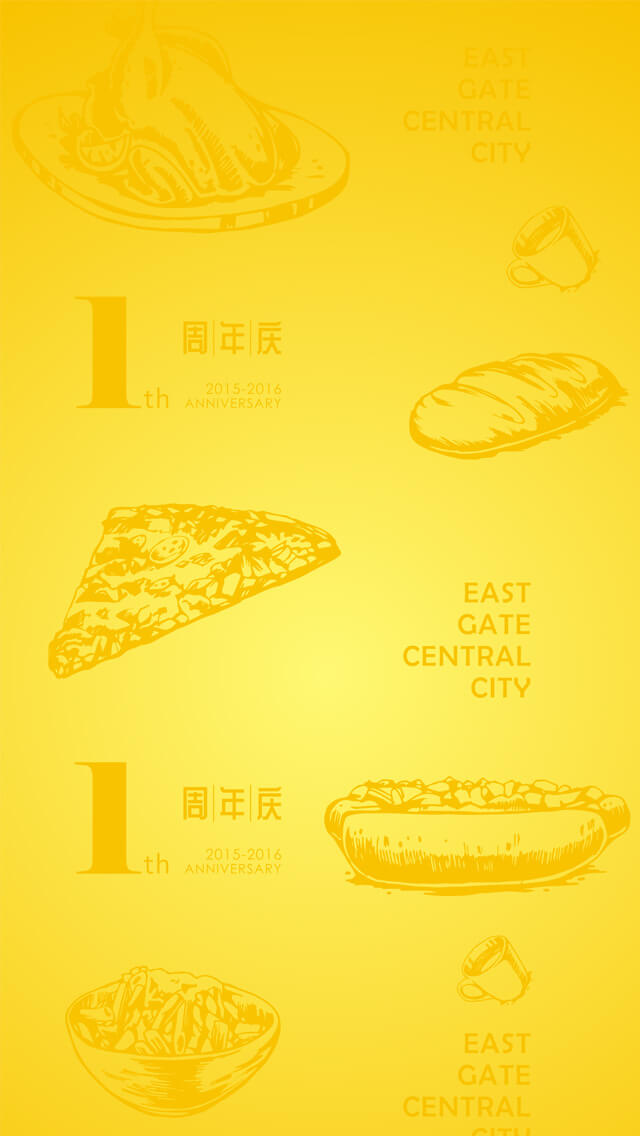 EAST
GATE
CENTRAL
CITY
1th
周年庆
2015-2016
ANNIVERSARY
EAST
GATE
CENTRAL
CITY
1th
周年庆
2015-2016
ANNIVERSARY
EAST
GATE
CENTRAL
CITY